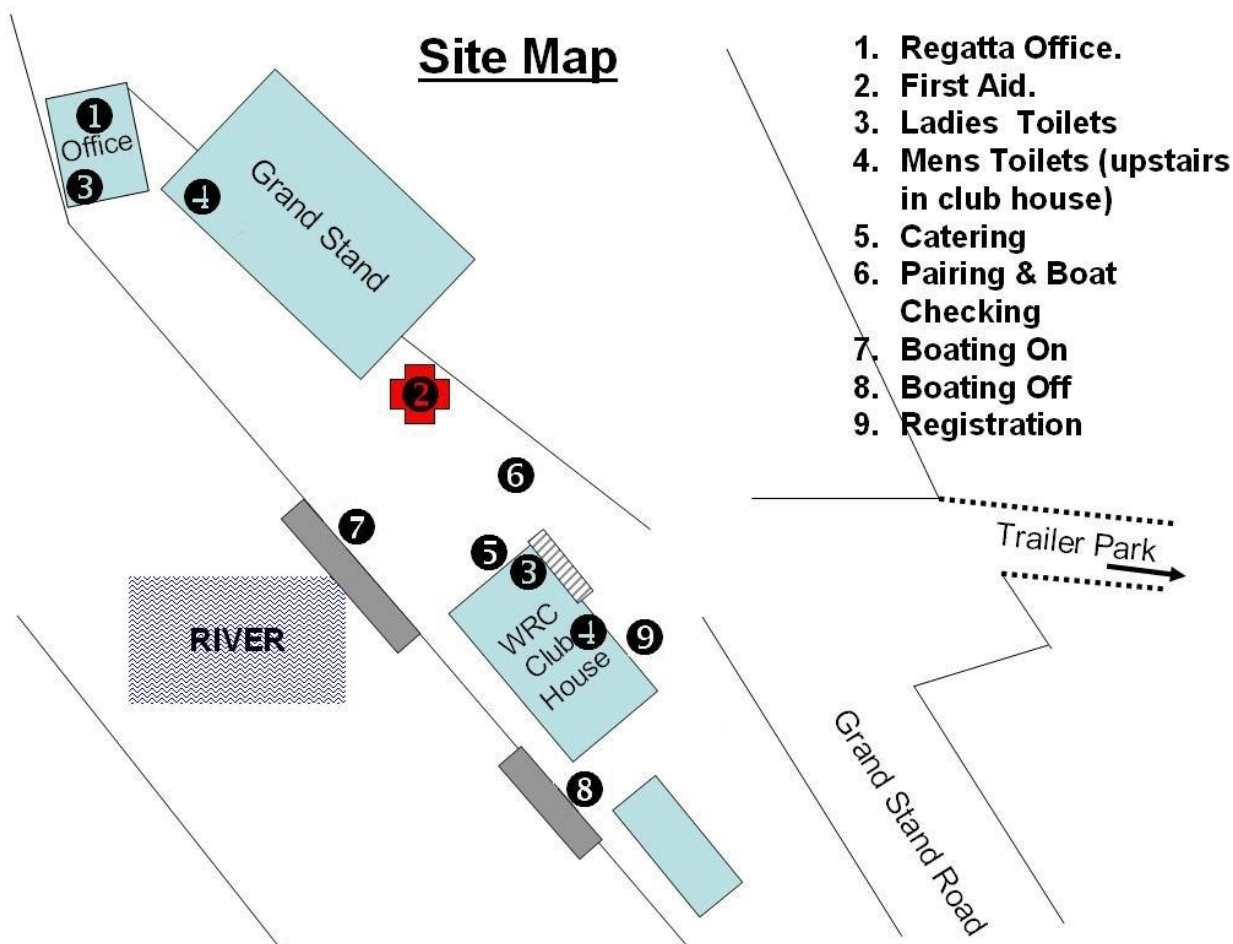 Site Map
1. Regatta Office.
2. First Aid.
3. Ladies Toilets
4. Mens Toilets (upstairs
in club house)
5. Catering
6. Pairing & Boat
Checking
7. Boating On
8. Boating Off
9. Registration
1
Office
3
4
Grand Stand
2
6
7
5
3
RIVER
WRC
Club
House
4
9
8
Trailer Park
Grand Stand Road